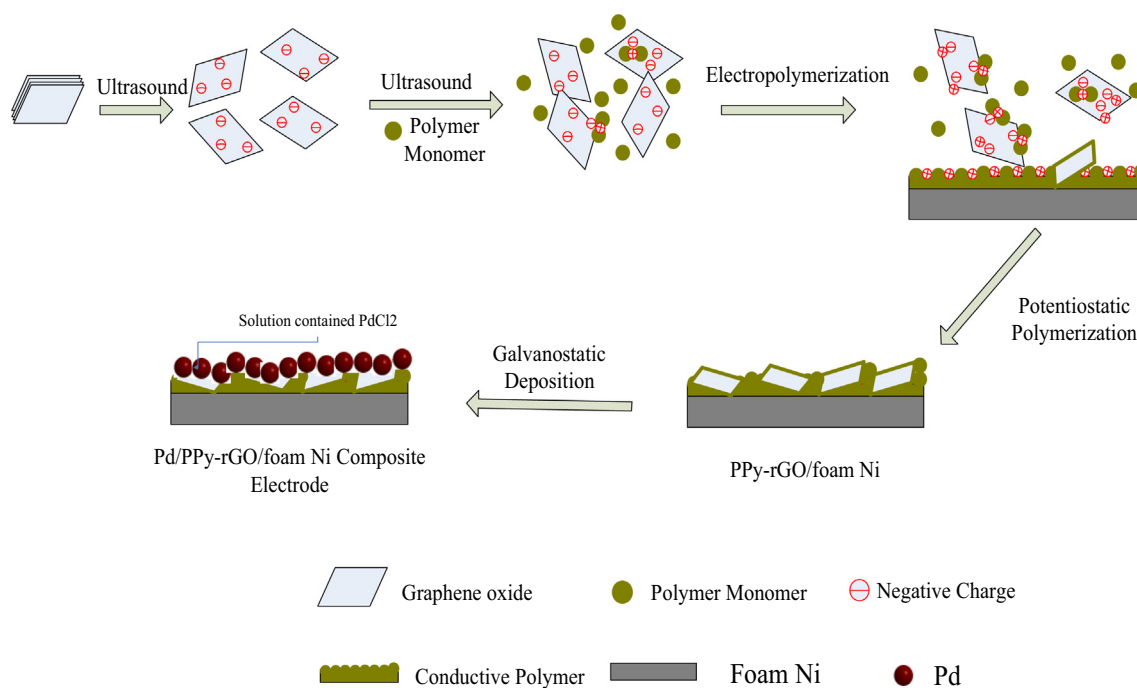 Ultrasound
Ultrasound
Polymer
Monomer
Electropolymerization
Potentiostatic
Polymerization
Solution contained PdCl2
Galvanostatic
Deposition
Pd/PPy-rGO/foam Ni Composite
Electrode
PPy-rGO/foam Ni
Graphene oxide
Polymer Monomer
Negative Charge
Conductive Polymer
Foam Ni
Pd